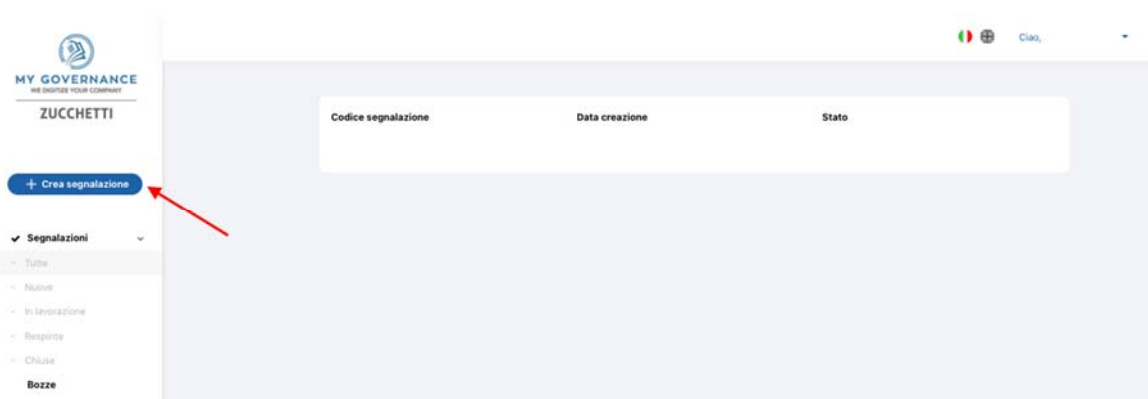 MY GOVERNANCE
WE DIGITIZE YOUR COMPANY
ZUCCHETTI
Ciao,
Codice segnalazione Data creazione Stato
+ Crea segnalazione
Segnalazioni
- Tutte
- Nuove
- In lavorazione
- Respinte
- Chiuse
Bozze